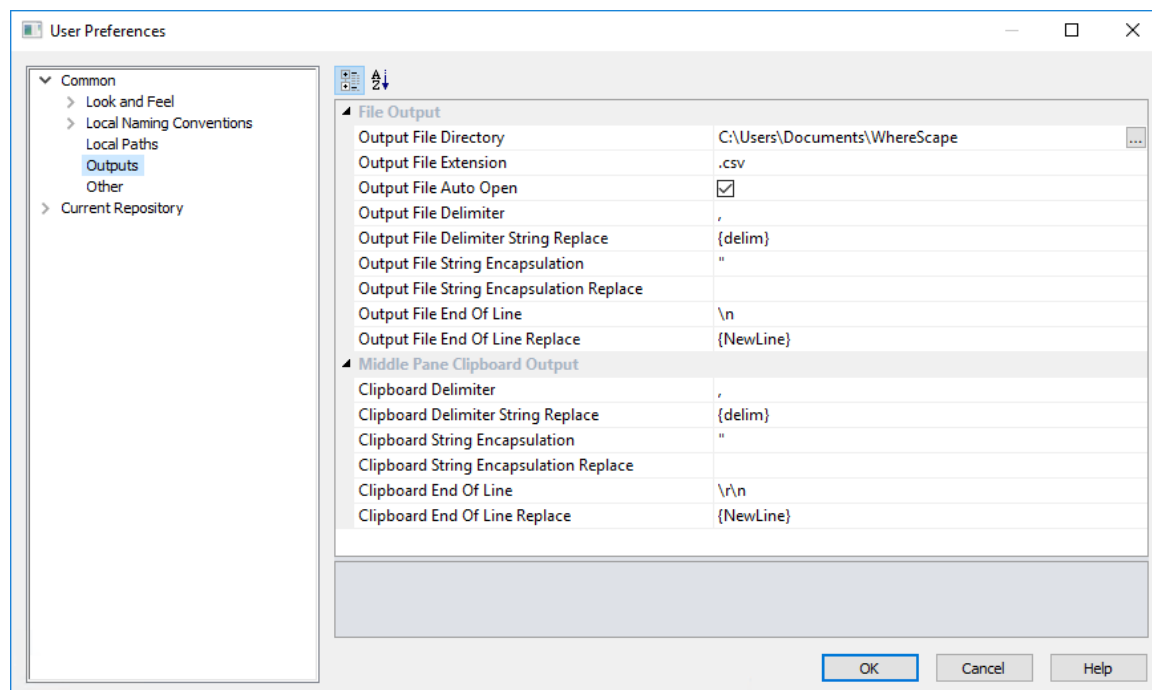 User Preferences
Common
Look and Feel
Local Naming Conventions
Local Paths
Outputs
Other
Current Repository
File Output
Output File Directory C:\Users\Documents\WhereScape ...
Output File Extension .csv
Output File Auto Open
Output File Delimiter ,
Output File Delimiter String Replace {delim}
Output File String Encapsulation "
Output File String Encapsulation Replace
Output File End Of Line \n
Output File End Of Line Replace {NewLine}
Middle Pane Clipboard Output
Clipboard Delimiter ,
Clipboard Delimiter String Replace {delim}
Clipboard String Encapsulation "
Clipboard String Encapsulation Replace
Clipboard End Of Line \r\n
Clipboard End Of Line Replace {NewLine}
OK Cancel Help